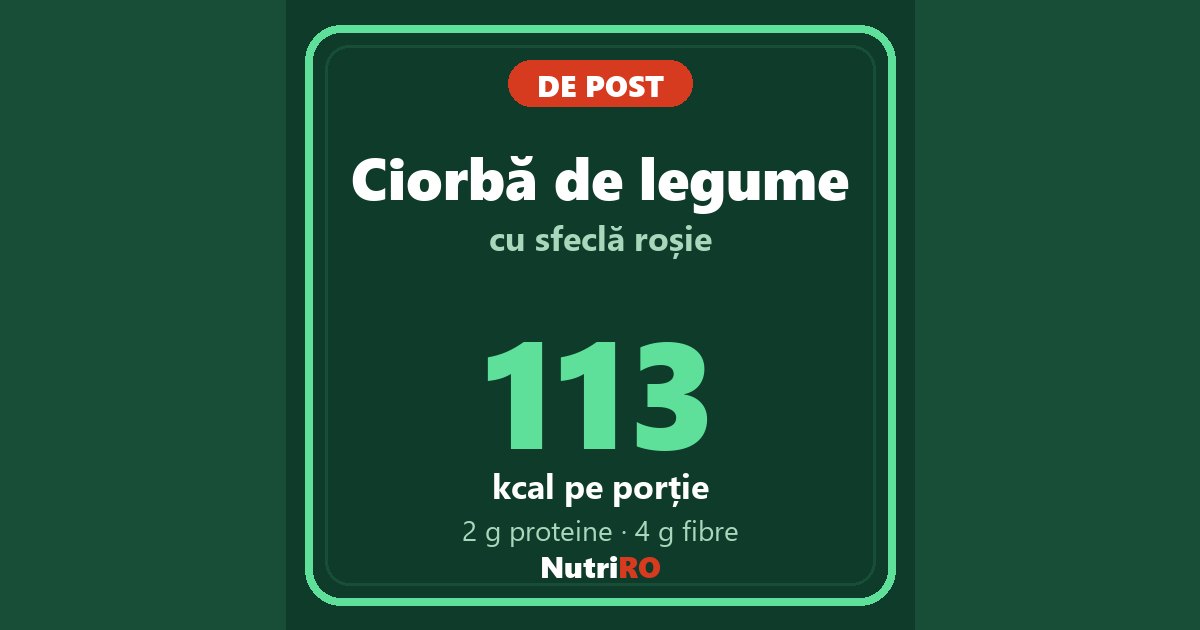 DE POST
Ciorbă de legume
cu sfeclă roșie
113
kcal pe porție
2 g proteine · 4 g fibre
NutriRO